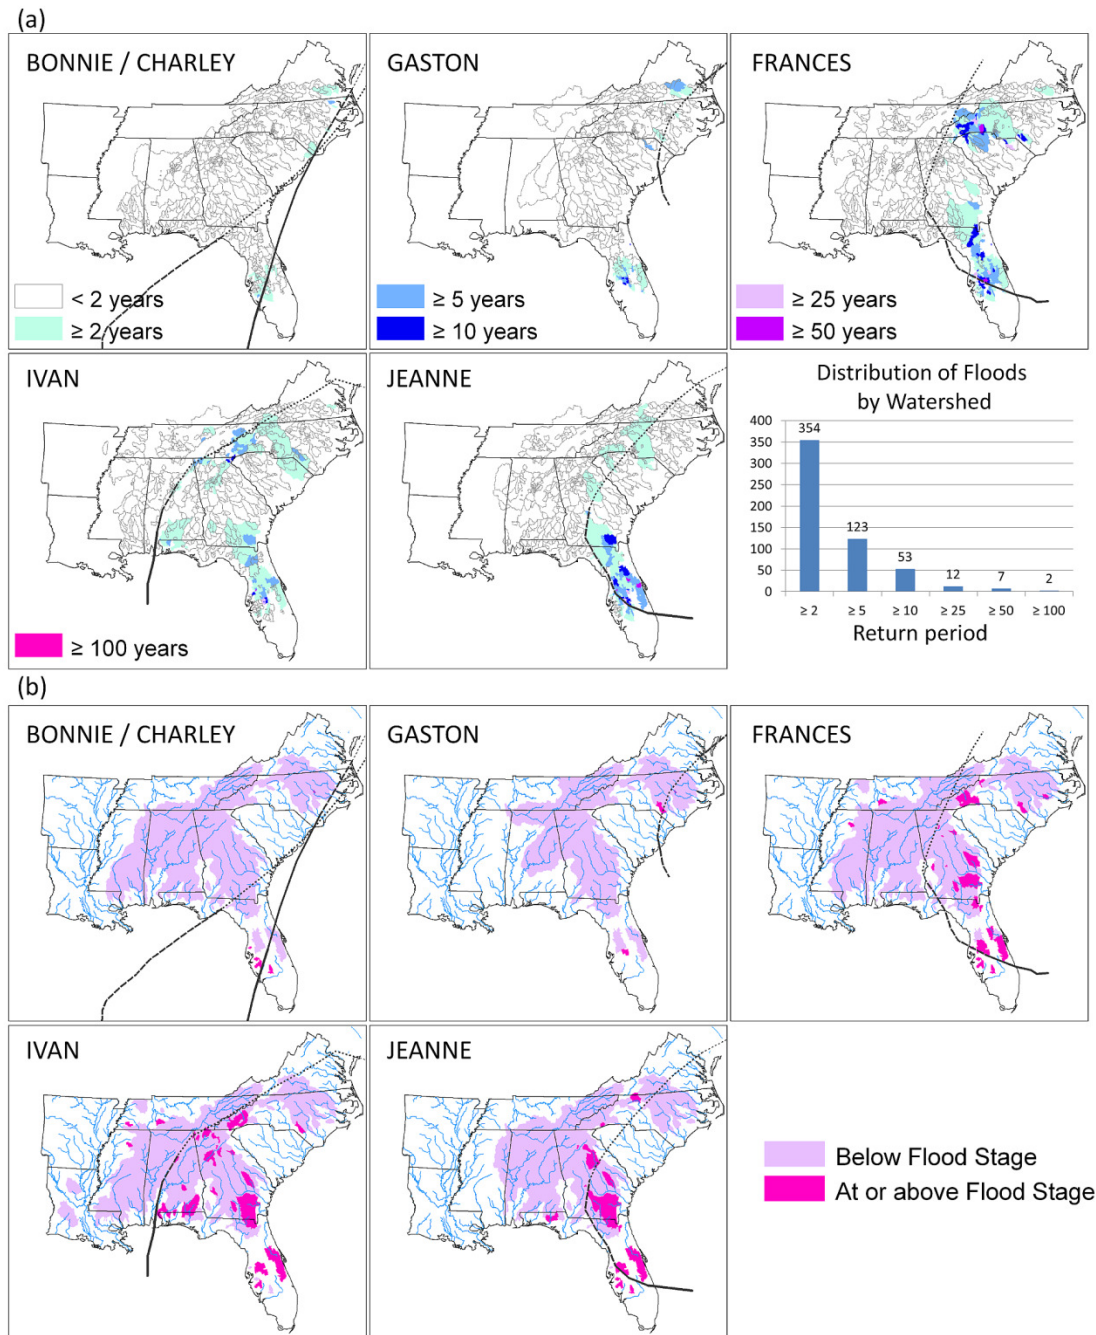 (a)
BONNIE / CHARLEY
GASTON
FRANCES
< 2 years
≥ 2 years
≥ 5 years
≥ 10 years
≥ 25 years
≥ 50 years
IVAN
JEANNE
≥ 100 years
Distribution of Floods
by Watershed
400
350
300
250
200
150
100
50
0
354
123
53
12
7
2
≥ 2
≥ 5
≥ 10
≥ 25
≥ 50
≥ 100
Return period
(b)
BONNIE / CHARLEY
GASTON
FRANCES
IVAN
JEANNE
Below Flood Stage
At or above Flood Stage